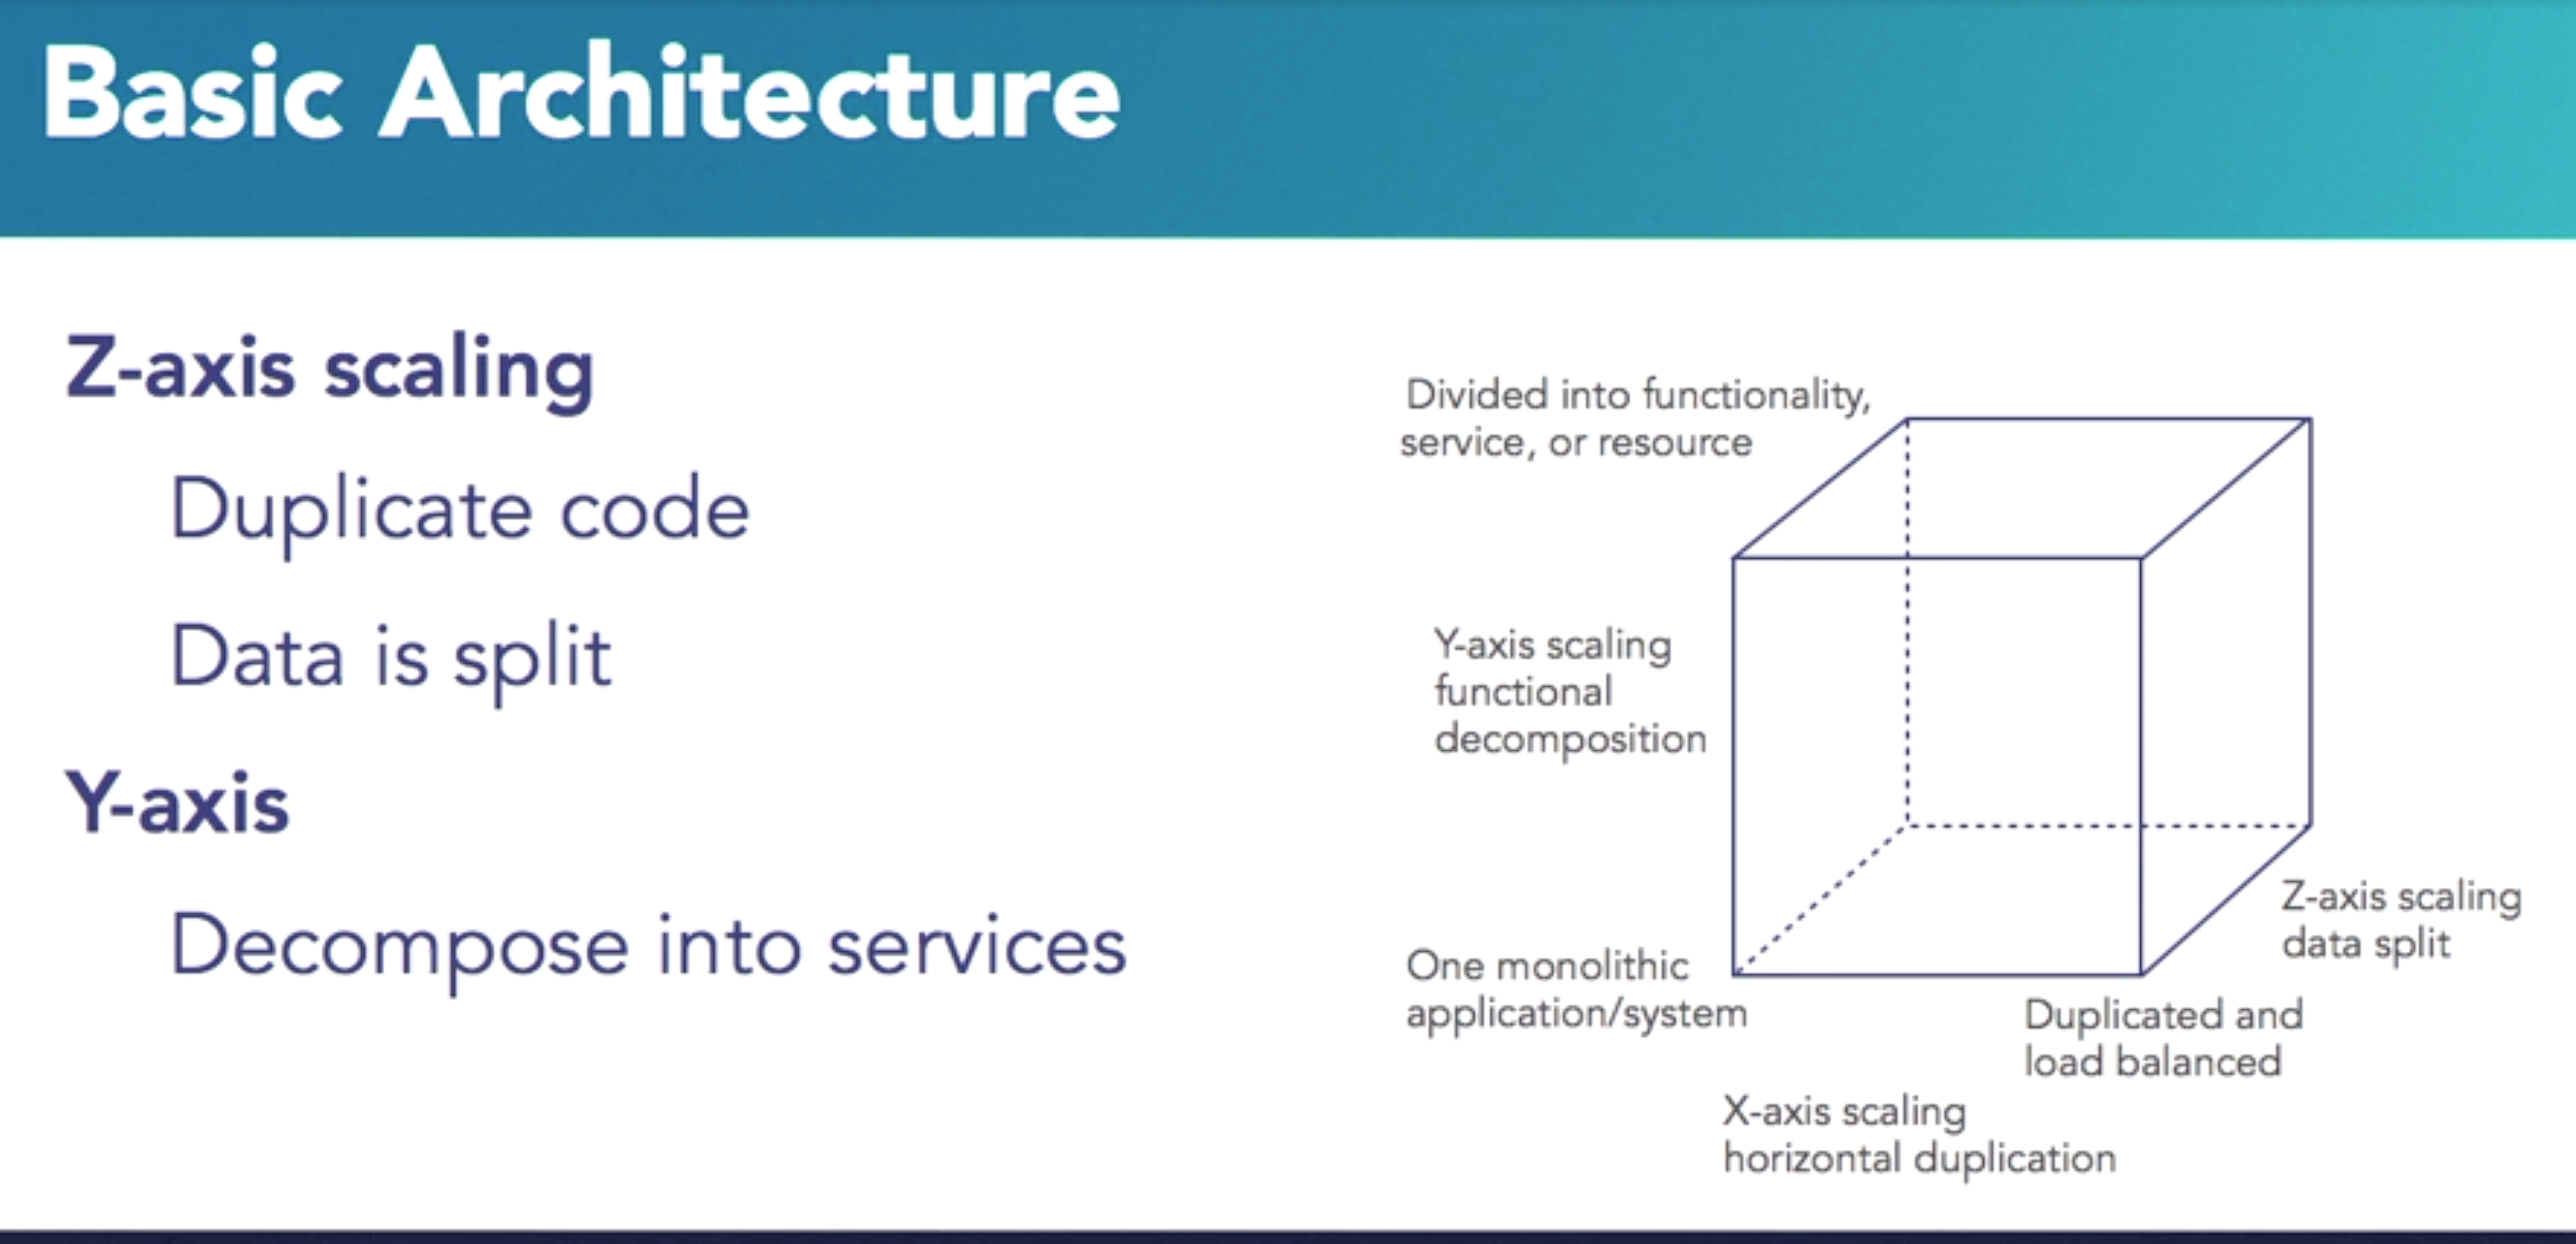 Basic Architecture
Z-axis scaling
Duplicate code
Data is split
Y-axis
Decompose into services
Divided into functionality,
service, or resource
Y-axis scaling
functional
decomposition
One monolithic
application/system
Z-axis scaling
data split
Duplicated and
load balanced
X-axis scaling
horizontal duplication